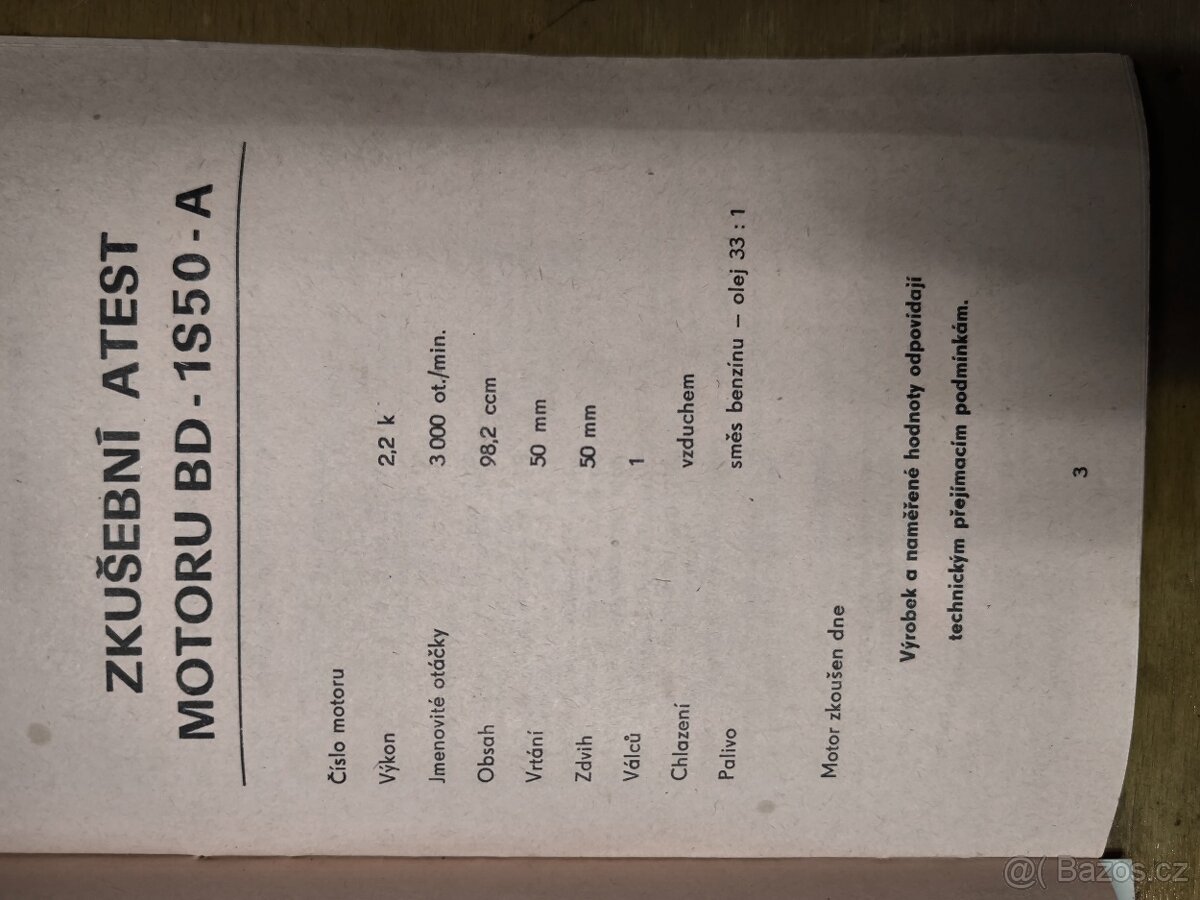 ZKUŠEBNÍ ATEST
MOTORU BD - 1S50 - A
Číslo motoru
Výkon 2,2 k
Jmenovité otáčky 3 000 ot./min.
Obsah 98,2 ccm
Vrtání 50 mm
Zdvih 50 mm
Válců 1
Chlazení vzduchem
Palivo směs benzínu – olej 33 : 1
Motor zkoušen dne
Výrobek a naměřené hodnoty odpovídají
technickým přejímacím podmínkám.
3
@( Bazos.cz